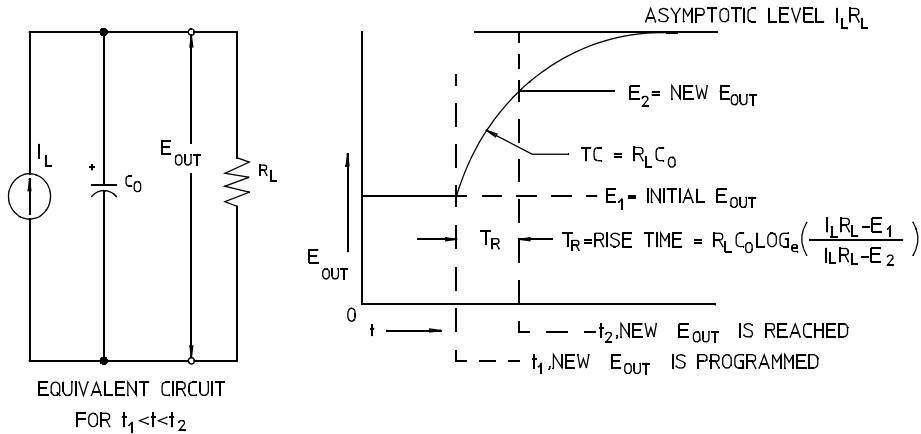 I_L
+
C_O
E_OUT
R_L
EQUIVALENT CIRCUIT
FOR t_1<t<t_2
ASYMPTOTIC LEVEL I_LR_L
E_2= NEW E_OUT
TC = R_LC_O
E_1= INITIAL E_OUT
T_R
T_R=RISE TIME = R_LC_OLOG_e(I_LR_L-E_1/I_LR_L-E_2)
E_OUT
0
t
t_2,NEW E_OUT IS REACHED
t_1,NEW E_OUT IS PROGRAMMED